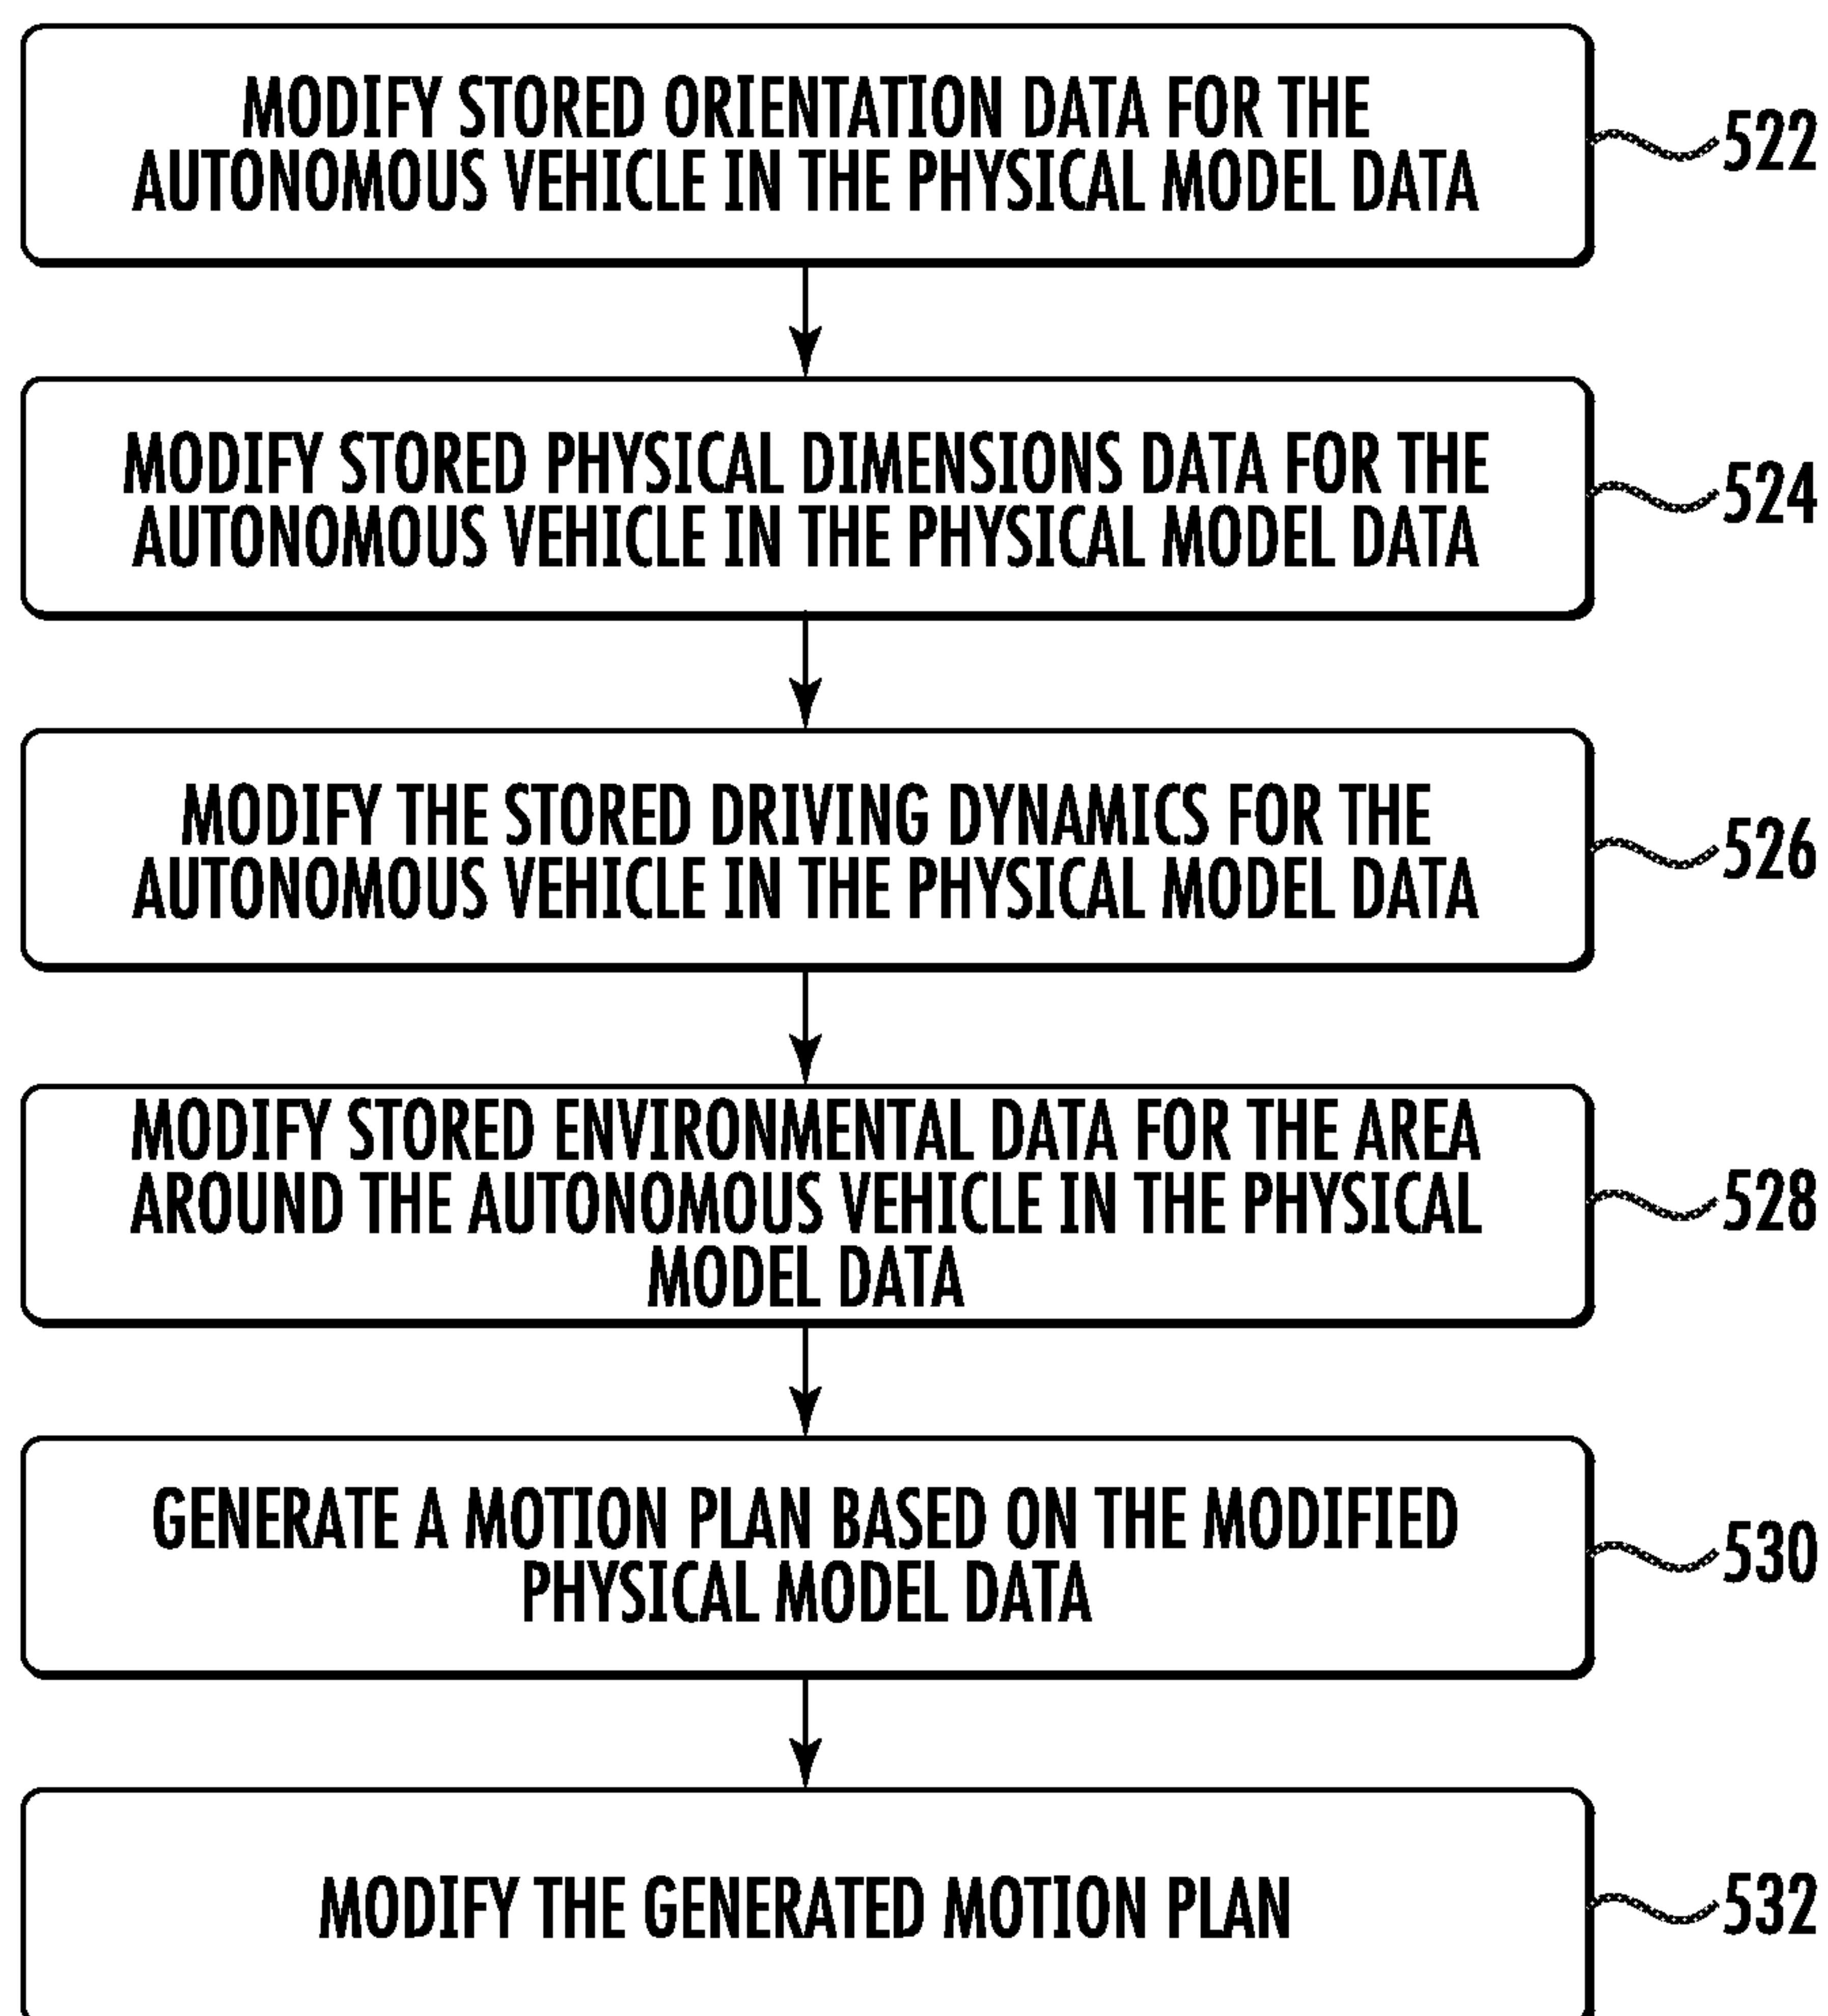 MODIFY STORED ORIENTATION DATA FOR THE
AUTONOMOUS VEHICLE IN THE PHYSICAL MODEL DATA
522
MODIFY STORED PHYSICAL DIMENSIONS DATA FOR THE
AUTONOMOUS VEHICLE IN THE PHYSICAL MODEL DATA
524
MODIFY THE STORED DRIVING DYNAMICS FOR THE
AUTONOMOUS VEHICLE IN THE PHYSICAL MODEL DATA
526
MODIFY STORED ENVIRONMENTAL DATA FOR THE AREA
AROUND THE AUTONOMOUS VEHICLE IN THE PHYSICAL
MODEL DATA
528
GENERATE A MOTION PLAN BASED ON THE MODIFIED
PHYSICAL MODEL DATA
530
MODIFY THE GENERATED MOTION PLAN
532